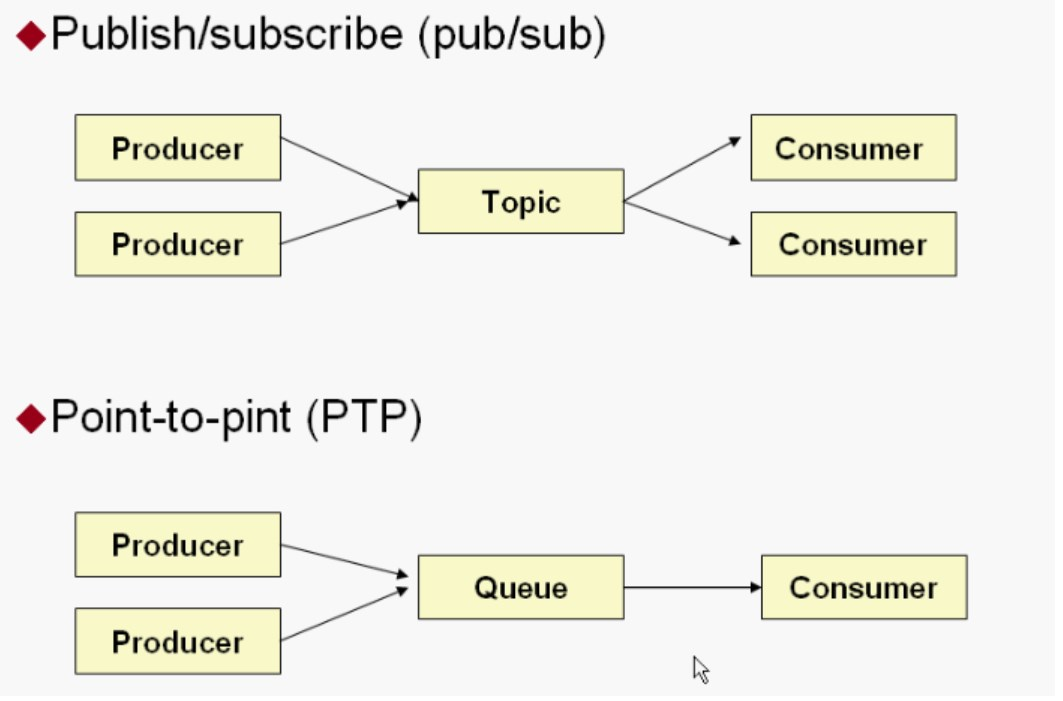 Publish/subscribe (pub/sub)
Producer
Consumer
Topic
Producer
Consumer
Point-to-pint (PTP)
Producer
Queue
Consumer
Producer